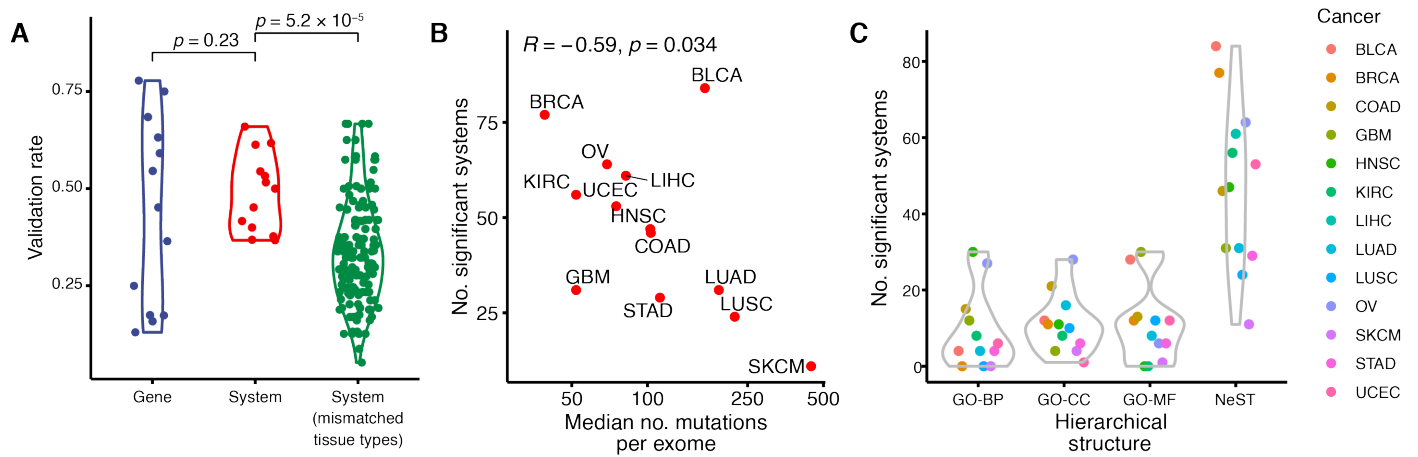 A
p = 0.23
p = 5.2 × 10⁻⁵
Validation rate
0.75
0.50
0.25
Gene
System
System
(mismatched
tissue types)
B
R = −0.59, p = 0.034
No. significant systems
75
50
25
BLCA
BRCA
OV
LIHC
KIRC
UCEC
HNSC
COAD
GBM
STAD
LUAD
LUSC
SKCM
50
100
250
500
Median no. mutations
per exome
C
No. significant systems
80
60
40
20
0
GO-BP
GO-CC
GO-MF
NeST
Hierarchical
structure
Cancer
BLCA
BRCA
COAD
GBM
HNSC
KIRC
LIHC
LUAD
LUSC
OV
SKCM
STAD
UCEC